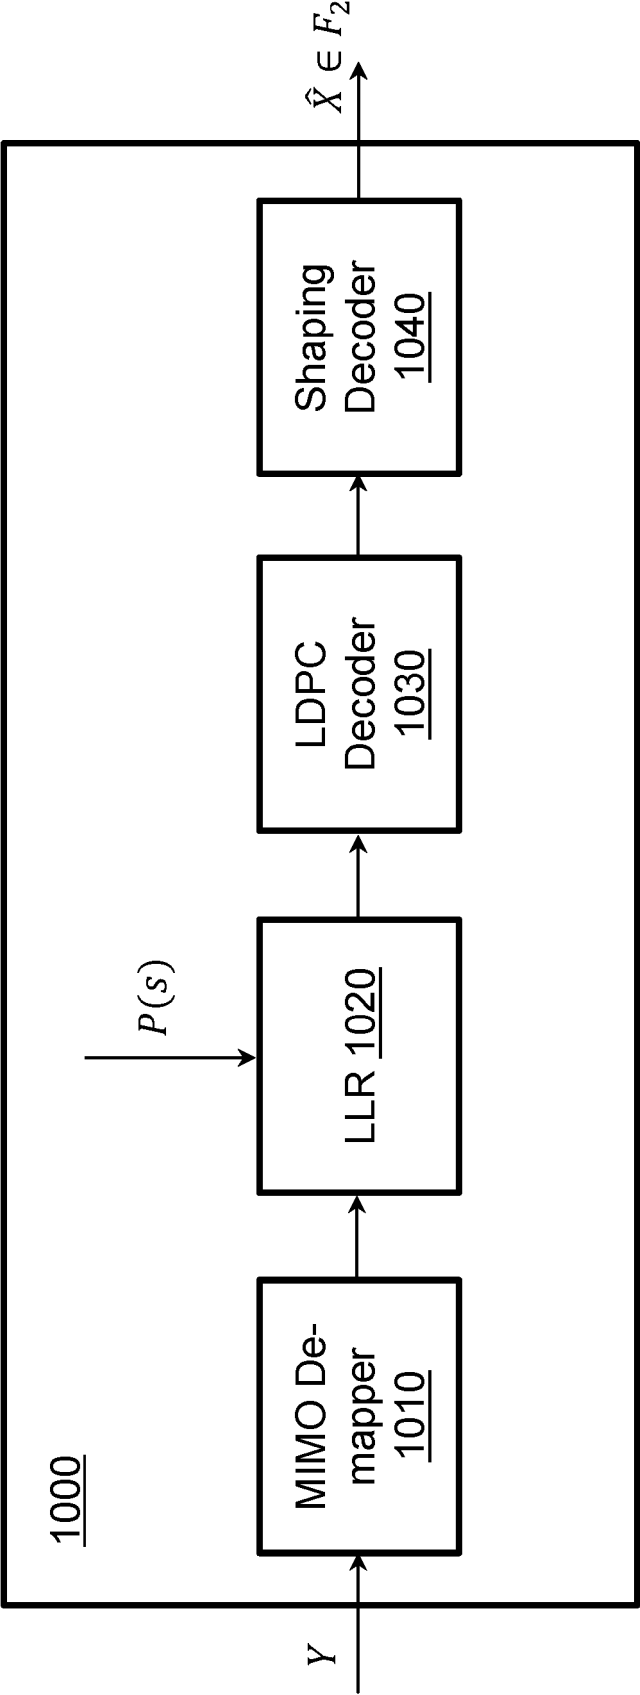 1000
Y
MIMO De-
mapper
1010
P(s)
LLR 1020
LDPC
Decoder
1030
Shaping
Decoder
1040
X̂ ∈ F₂